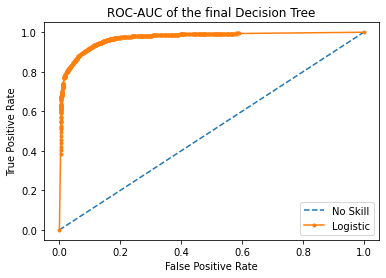 ROC-AUC of the final Decision Tree
True Positive Rate
1.0
0.8
0.6
0.4
0.2
0.0
0.0 0.2 0.4 0.6 0.8 1.0
False Positive Rate
No Skill
Logistic